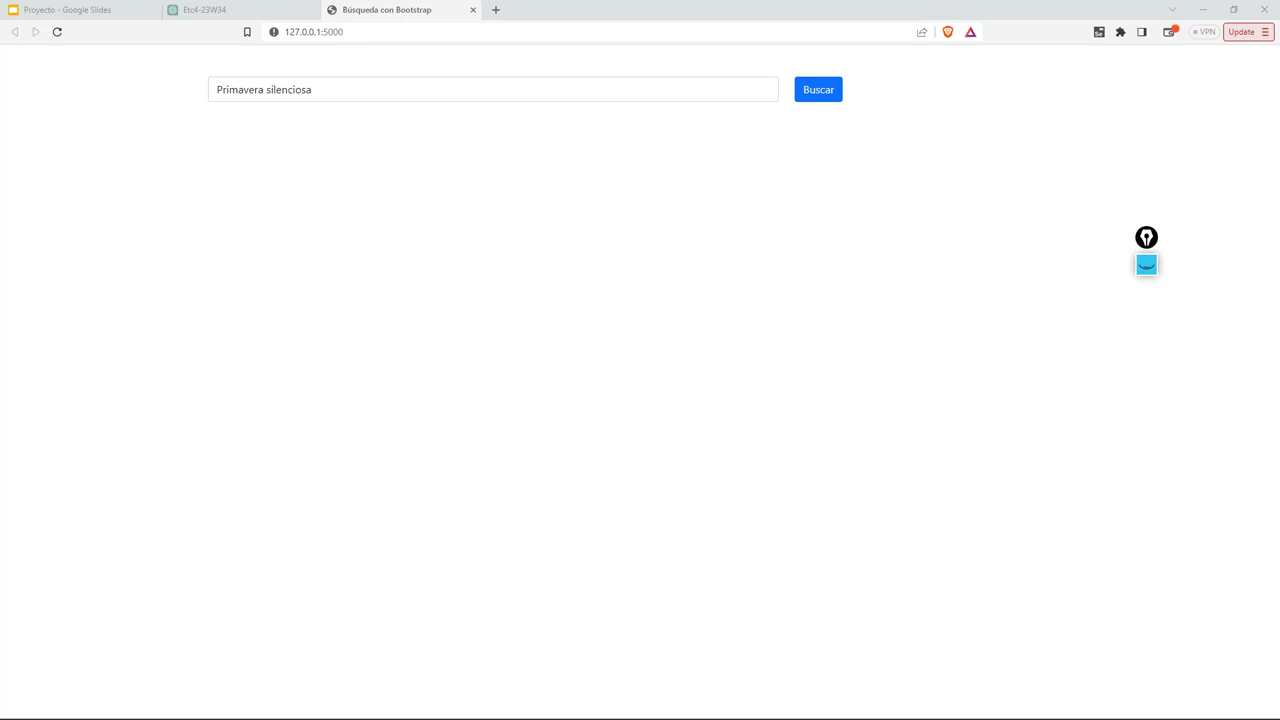 Proyecto - Google Slides
Etc4-23W34
Búsqueda con Bootstrap
127.0.0.1:5000
VPN
Update
Primavera silenciosa
Buscar